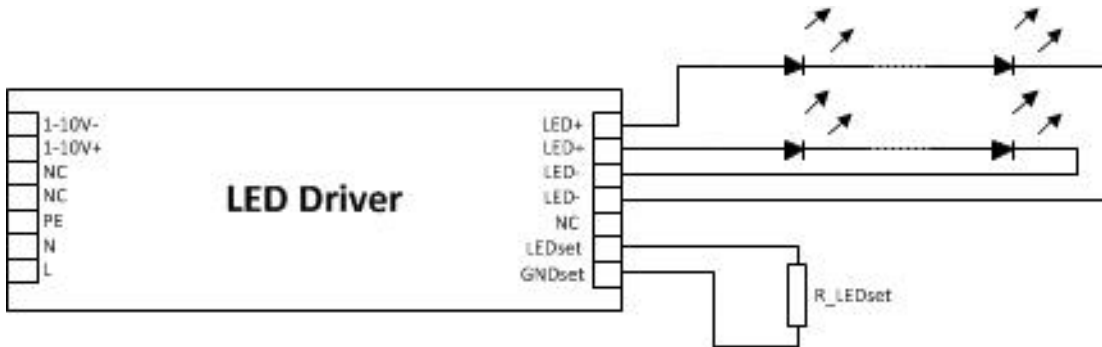 1-10V-
1-10V+
NC
NC
PE
N
L
LED Driver
LED+
LED+
LED-
LED-
NC
LEDset
GNDset
R_LEDset